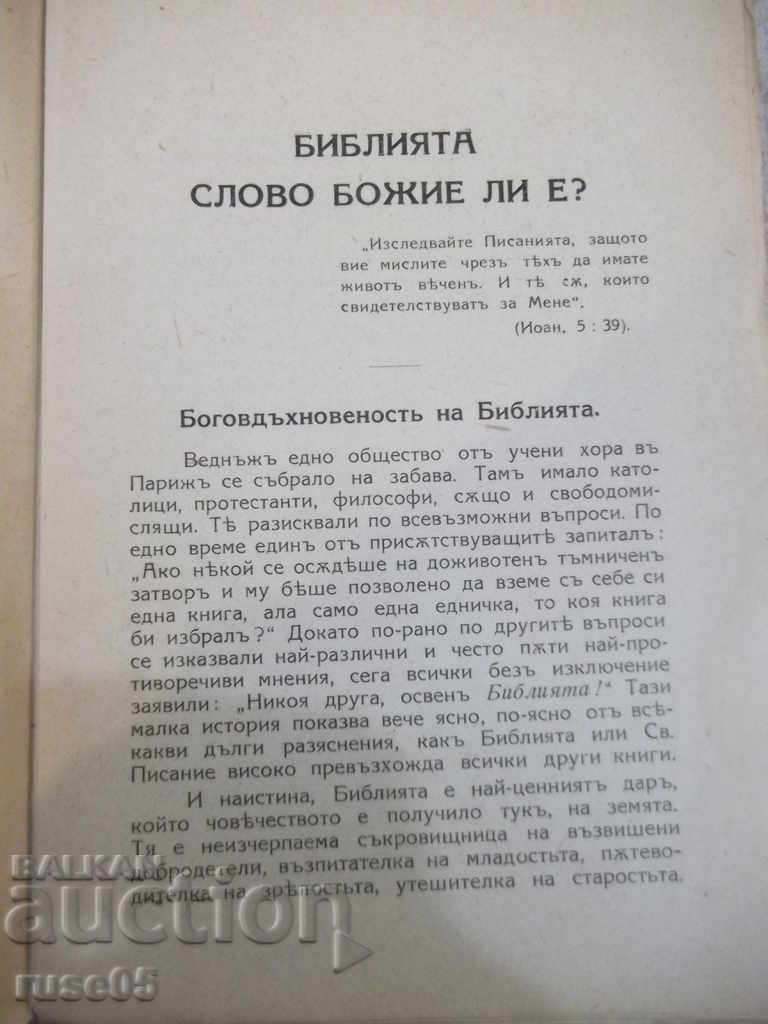 БИБЛИЯТА
СЛОВО БОЖИЕ ЛИ Е?
„Изследвайте Писанията, защото
вие мислите чрезъ тѣхъ да имате
животъ вѣченъ. И тѣ сѫ, които
свидетелствуватъ за Мене“.
(Иоан. 5 : 39).
Боговдъхновеность на Библията.
Веднъжъ едно общество отъ учени хора въ
Парижъ се събрало на забава. Тамъ имало като-
лици, протестанти, философи, сѫщо и свободоми-
слящи. Тѣ разисквали по всевъзможни въпроси. По
едно време единъ отъ присѫтствуващитѣ запиталъ :
„Ако нѣкой се осѫдѣше на доживотенъ тъмниченъ
затворъ и му бѣше позволено да вземе съ себе си
една книга, ала само една едничка, то коя книга
би избралъ ?“ Докато по-рано по другитѣ въпроси
се изказвали най-различни и често пѫти най-про-
тиворечиви мнения, сега всички безъ изключение
заявили : „Никоя друга, освенъ Библията !“ Тази
малка история показва вече ясно, по-ясно отъ всѣ-
какви дълги разяснения, какъ Библията или Св.
Писание високо превъзхожда всички други книги.
И наистина, Библията е най-ценниятъ даръ,
който човѣчеството е получило тукъ, на земята.
Тя е неизчерпаема съкровищница на възвишени
добродетели, възпитателка на младостьта, пѫтево-
дителка на зрѣлостьта, утешителка на старостьта.
BALKAN
auction
ruse05